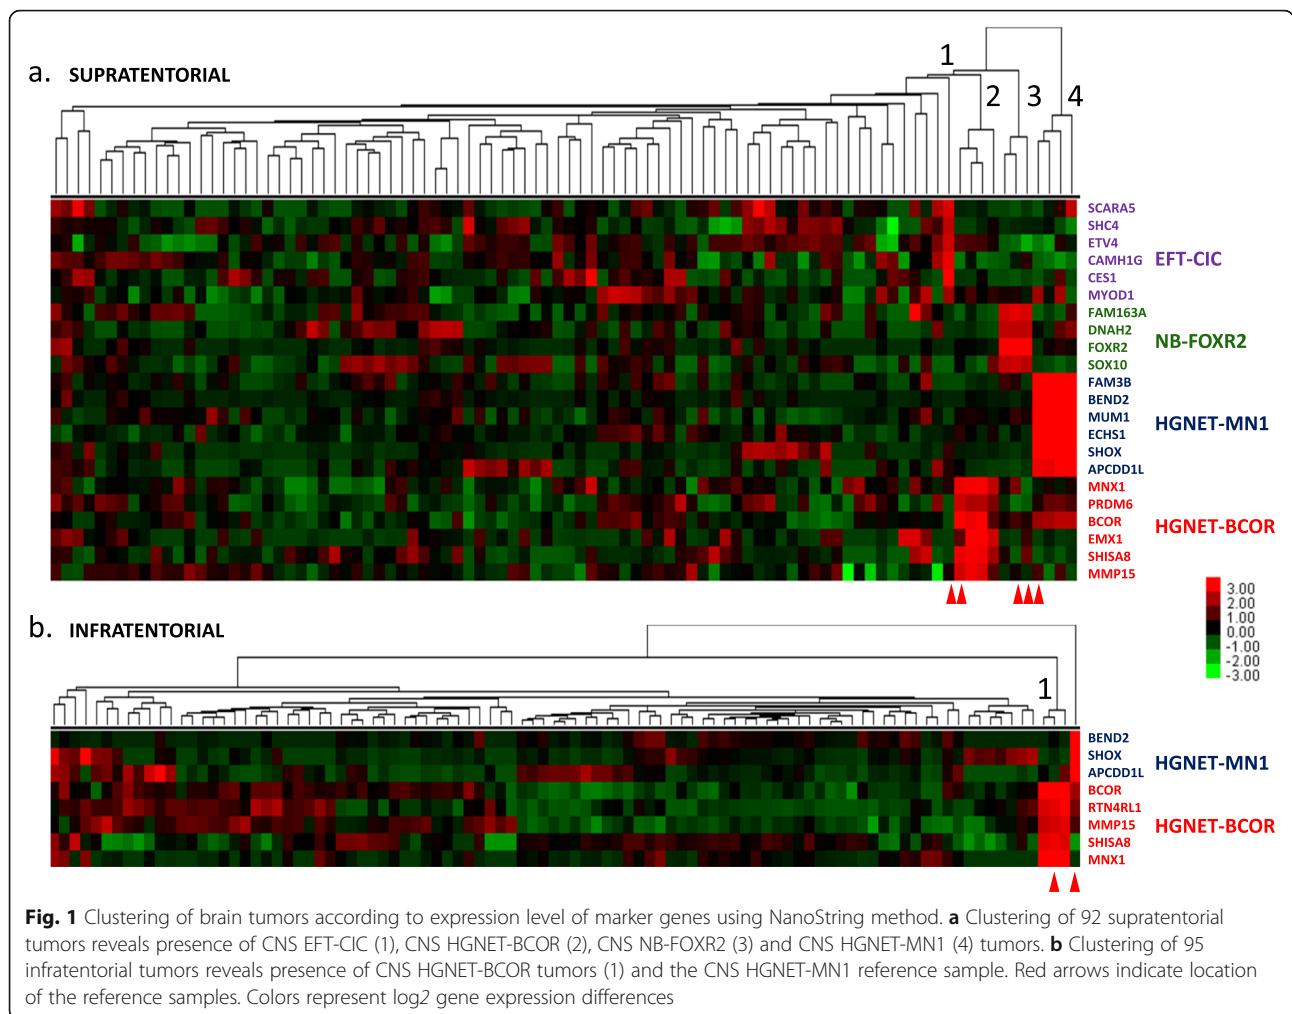 a. SUPRATENTORIAL
1
2
3
4
SCARA5
SHC4
ETV4
CAMH1G
CES1
MYOD1
EFT-CIC
FAM163A
DNAH2
FOXR2
SOX10
NB-FOXR2
FAM3B
BEND2
MUM1
ECHS1
SHOX
APCDD1L
HGNET-MN1
MNX1
PRDM6
BCOR
EMX1
SHISA8
MMP15
HGNET-BCOR
3.00
2.00
1.00
0.00
-1.00
-2.00
-3.00
b. INFRATENTORIAL
1
BEND2
SHOX
APCDD1L
HGNET-MN1
BCOR
RTN4RL1
MMP15
SHISA8
MNX1
HGNET-BCOR
Fig. 1 Clustering of brain tumors according to expression level of marker genes using NanoString method. a Clustering of 92 supratentorial
tumors reveals presence of CNS EFT-CIC (1), CNS HGNET-BCOR (2), CNS NB-FOXR2 (3) and CNS HGNET-MN1 (4) tumors. b Clustering of 95
infratentorial tumors reveals presence of CNS HGNET-BCOR tumors (1) and the CNS HGNET-MN1 reference sample. Red arrows indicate location
of the reference samples. Colors represent log2 gene expression differences